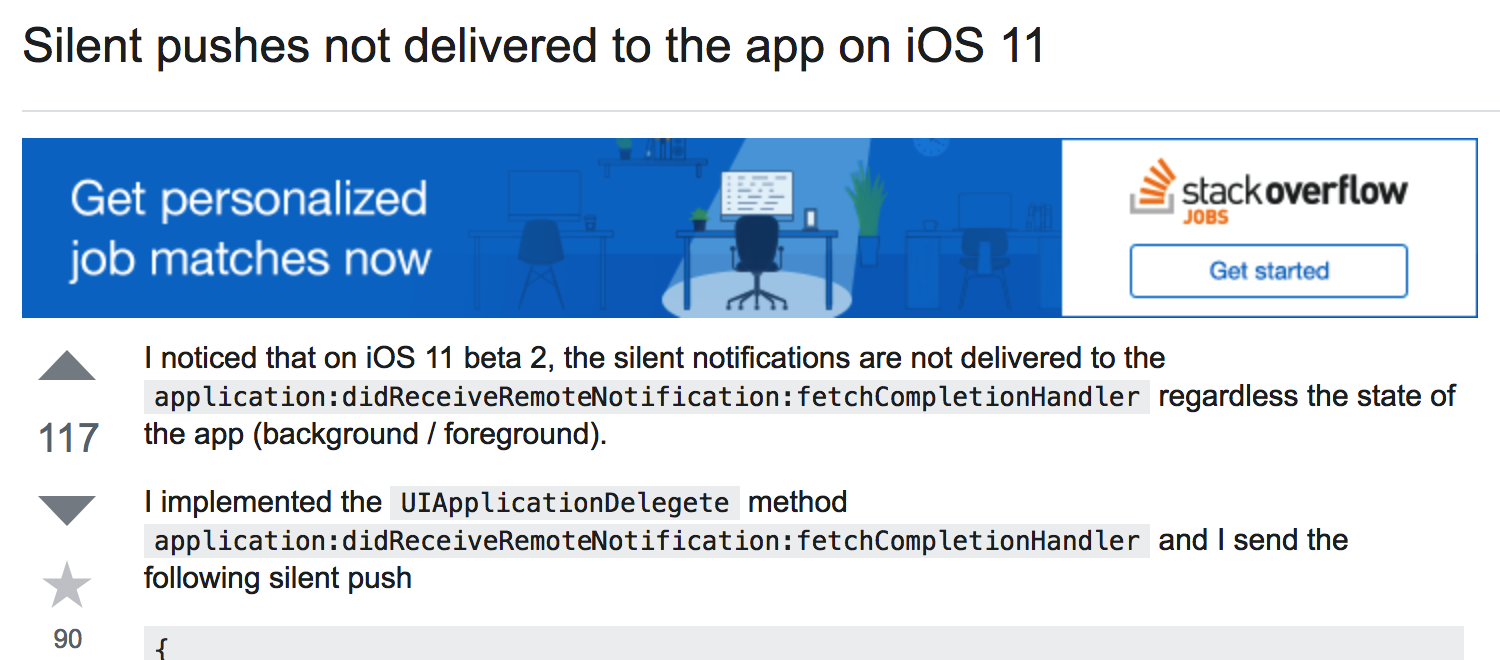 Silent pushes not delivered to the app on iOS 11
Get personalized
job matches now
stackoverflow
JOBS
Get started
I noticed that on iOS 11 beta 2, the silent notifications are not delivered to the
application:didReceiveRemoteNotification:fetchCompletionHandler regardless the state of
the app (background / foreground).
117
I implemented the UIApplicationDelegete method
application:didReceiveRemoteNotification:fetchCompletionHandler and I send the
following silent push
90
{